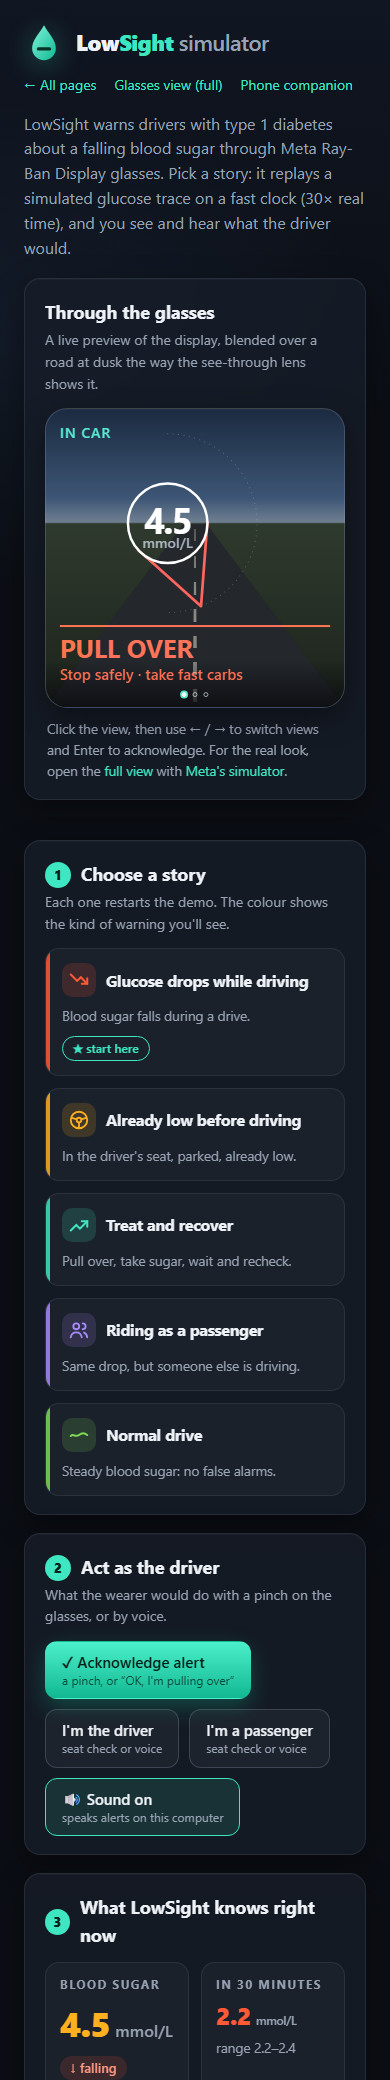 LowSight simulator
← All pages Glasses view (full) Phone companion
LowSight warns drivers with type 1 diabetes
about a falling blood sugar through Meta Ray-
Ban Display glasses. Pick a story: it replays a
simulated glucose trace on a fast clock (30× real
time), and you see and hear what the driver
would.
Through the glasses
A live preview of the display, blended over a
road at dusk the way the see-through lens
shows it.
IN CAR
4.5
mmol/L
PULL OVER
Stop safely · take fast carbs
Click the view, then use ← / → to switch views
and Enter to acknowledge. For the real look,
open the full view with Meta's simulator.
1 Choose a story
Each one restarts the demo. The colour shows
the kind of warning you'll see.
Glucose drops while driving
Blood sugar falls during a drive.
★ start here
Already low before driving
In the driver's seat, parked, already low.
Treat and recover
Pull over, take sugar, wait and recheck.
Riding as a passenger
Same drop, but someone else is driving.
Normal drive
Steady blood sugar: no false alarms.
2 Act as the driver
What the wearer would do with a pinch on the
glasses, or by voice.
✓ Acknowledge alert
a pinch, or “OK, I'm pulling over”
I'm the driver
seat check or voice
I'm a passenger
seat check or voice
🔊 Sound on
speaks alerts on this computer
3 What LowSight knows right
now
BLOOD SUGAR
4.5 mmol/L
↓ falling
IN 30 MINUTES
2.2 mmol/L
range 2.2–2.4